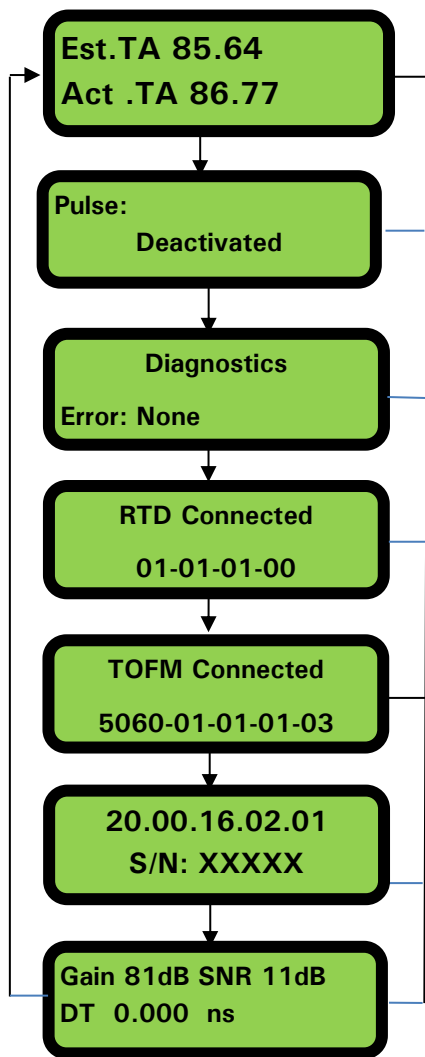 Est.TA 85.64
Act .TA 86.77
Pulse:
Deactivated
Diagnostics
Error: None
RTD Connected
01-01-01-00
TOFM Connected
5060-01-01-01-03
20.00.16.02.01
S/N: XXXXX
Gain 81dB SNR 11dB
DT 0.000 ns